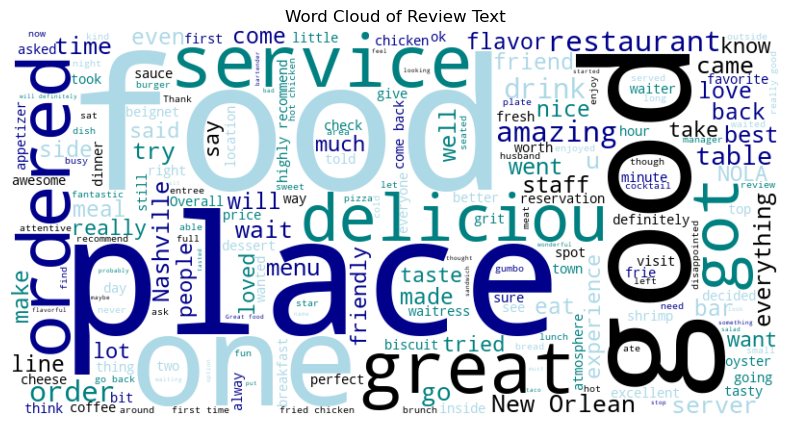 Word Cloud of Review Text
now
kind
even
first
come
little
chicken
ok
flavor
restaurant
know
asked
time
night
took
sauce
burger
service
feel
looking
friend
started
outside
really good
came
favorite
will definitely
Thank
bartender
bad
give
hot chicken
highly recommend
food
drink
served
long
waiter
love
enjoy
appetizer
sat
dish
beignet
location
say
check
area
told
much
well
seated
come back
plate
fresh
nice
amazing
hour
back
waited
manager
best
ordered
side
busy
said
try
dinner
right
worth
husband
enjoyed
take
table
u
though
minute
cocktail
NOLA
awesome
fantastic
entree
Overall
sweet
pizza
let
everyone
went
staff
reservation
good
review
meal
still
will
way
cold
better
meat
definitely
top
attentive
recommend
really
price
able
full
wait
deliciou
grit
visit
frie
left
disappointed
got
everything
make
find
probably
day
maybe
never
flavorful
Nashville
people
ask
place
loved
dessert
wanted
menu
star
gumbo
Great food
friendly
taste
made
waitress
thought
sandwich
sure
see
wonderful
spot
town
eat
experience
need
decided
bar
shrimp
lunch
line
lot
thing
go back
two
one
fun
breakfast
biscuit
tried
bread
atmosphere
ate
something
salad
small
want
oyster
cheese
think
order
coffee
bit
around
waiting
first time
alway
option
put
perfect
fried chicken
great
go
brunch
inside
taco
hot
New Orlean
excellent
stop
server
going
tasty